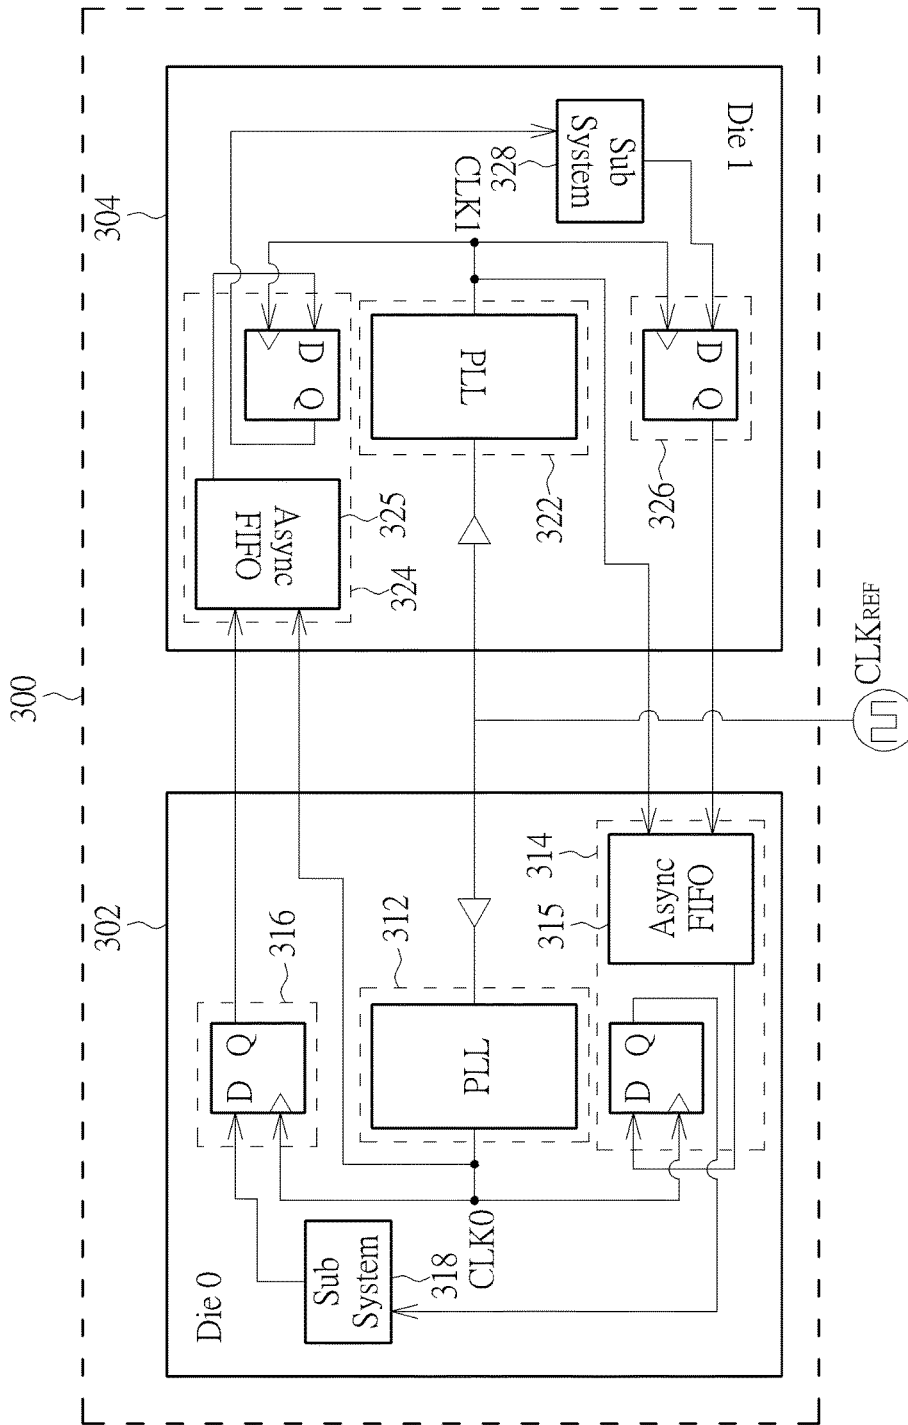 300
304
Die 1
Sub
System
328
CLK1
D
Q
Async
FIFO
325
324
PLL
322
D
Q
326
CLKREF
302
Die 0
D
Q
316
Sub
System
318
CLK0
PLL
312
D
Q
Async
FIFO
315
314